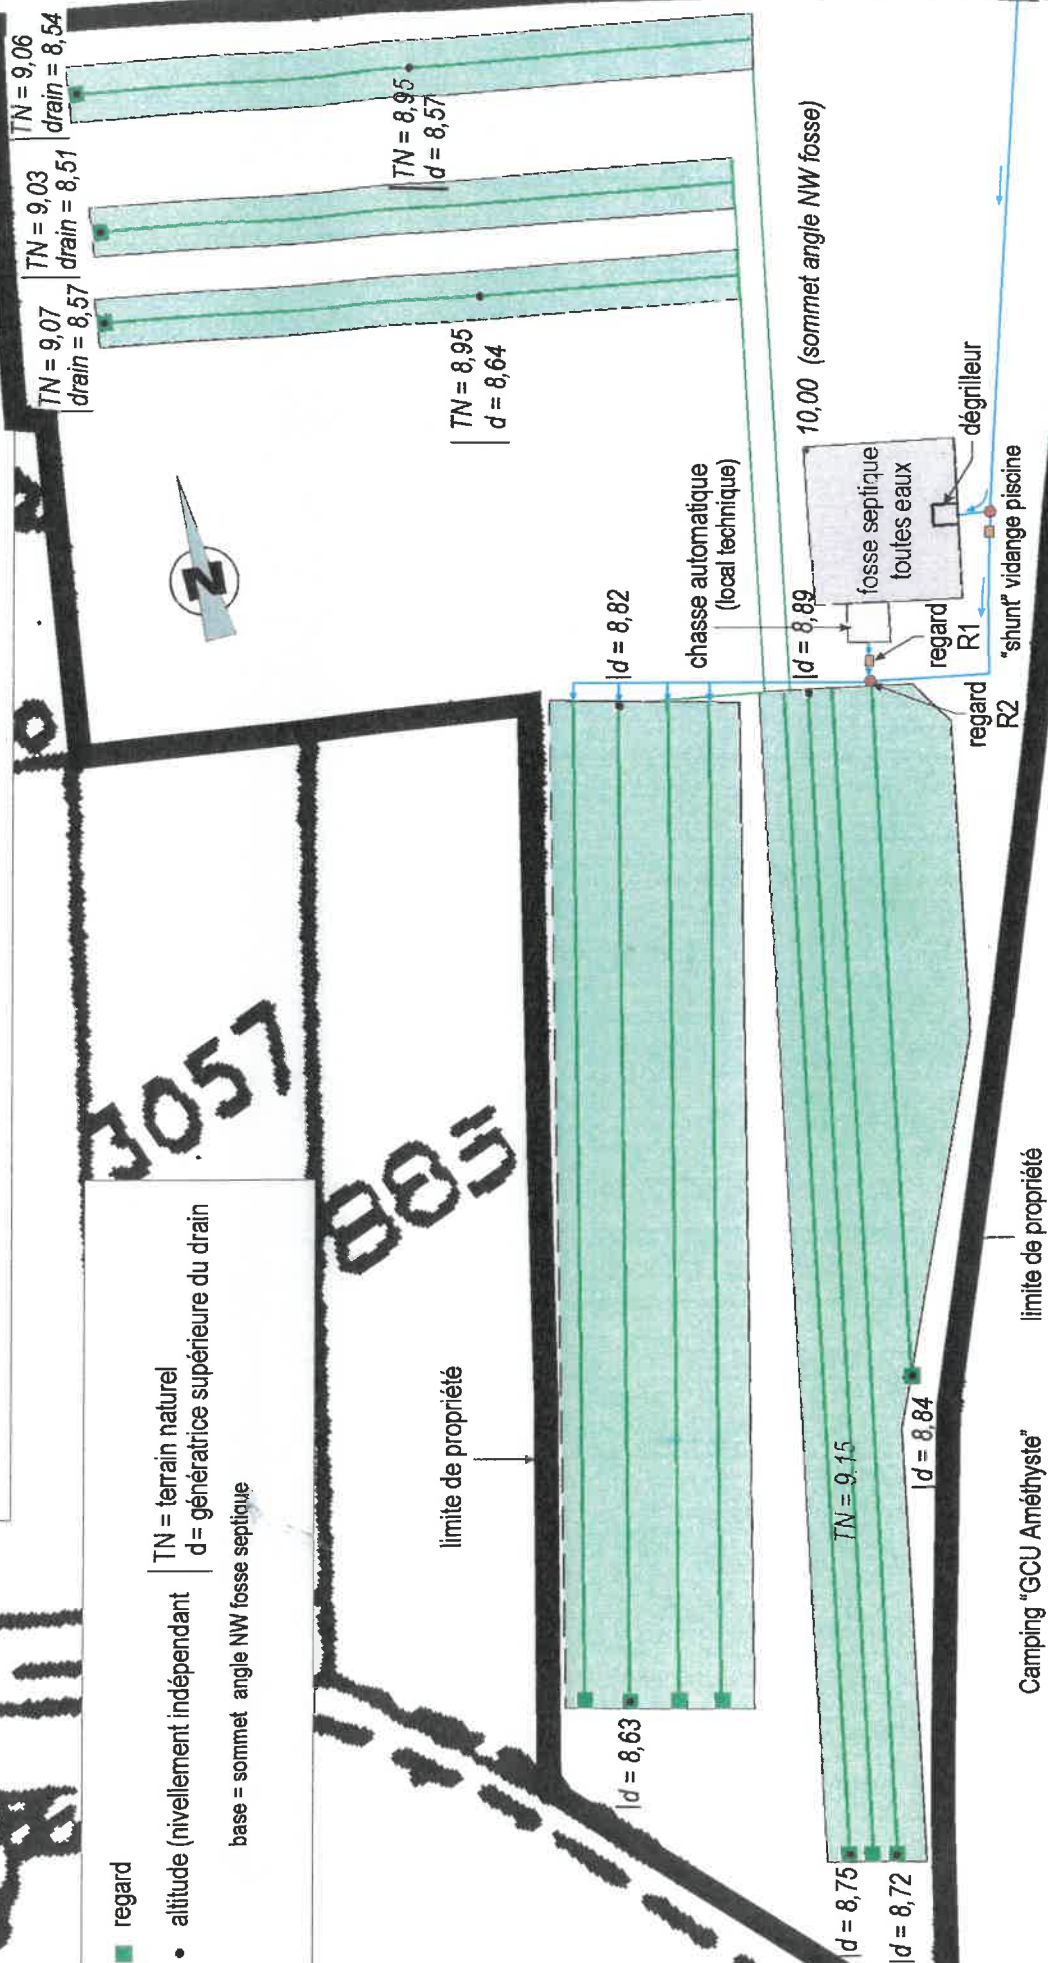 regard
altitude (nivellement indépendant
TN = terrain naturel
d = génératrice supérieure du drain
base = sommet angle NW fosse septique
3057
885
limite de propriété
TN = 9,07
drain = 8,57
TN = 9,03
drain = 8,51
TN = 9,06
drain = 8,54
TN = 8,95
d = 8,57
TN = 8,95
d = 8,64
N
10,00 (sommet angle NW fosse)
chasse automatique
(local technique)
fosse septique
toutes eaux
dégrilleur
d = 8,82
d = 8,89
regard
R1
regard
R2
"shunt" vidange piscine
d = 8,63
TN = 9.15
d = 8,84
d = 8,75
d = 8,72
limite de propriété
Camping "GCU Améthyste"